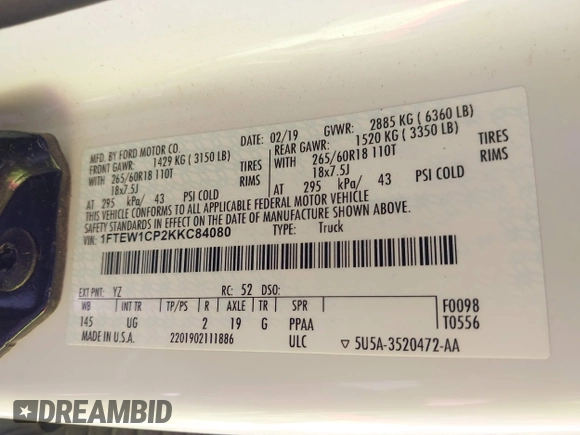 MFD. BY FORD MOTOR CO. DATE: 02/19 GVWR: 2885 KG ( 6360 LB)
FRONT GAWR: 1429 KG ( 3150 LB) REAR GAWR: 1520 KG ( 3350 LB)
WITH 265/60R18 110T TIRES WITH 265/60R18 110T TIRES
18x7.5J RIMS 18x7.5J RIMS
AT 295 kPa/ 43 PSI COLD AT 295 kPa/ 43 PSI COLD
THIS VEHICLE CONFORMS TO ALL APPLICABLE FEDERAL MOTOR VEHICLE
SAFETY STANDARDS IN EFFECT ON THE DATE OF MANUFACTURE SHOWN ABOVE.
VIN: 1FTEW1CP2KKC84080 TYPE: Truck
EXT PNT: YZ RC: 52 DSO:
WB INT TR TP/PS R AXLE TR SPR F0098
145 UG 2 19 G PPAA T0556
MADE IN U.S.A. 2201902111886 ULC ▽ 5U5A-3520472-AA
DREAMBID